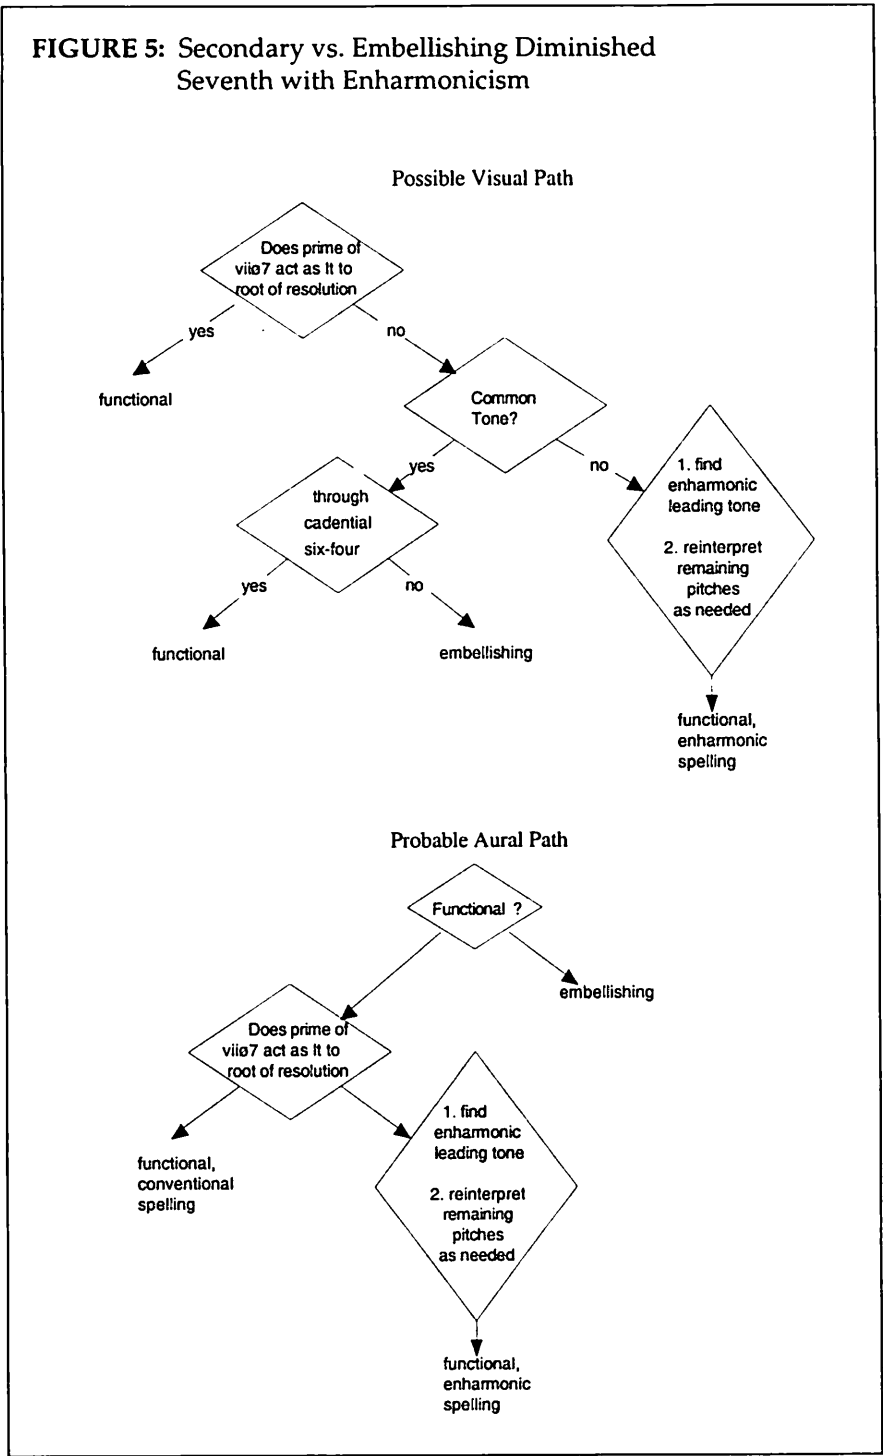 FIGURE 5: Secondary vs. Embellishing Diminished
Seventh with Enharmonicism
Possible Visual Path
Does prime of
viiø7 act as lt to
root of resolution
yes
no
functional
Common
Tone?
yes
no
through
cadential
six-four
1. find
enharmonic
leading tone
2. reinterpret
remaining
pitches
as needed
yes
no
functional
embellishing
functional,
enharmonic
spelling
Probable Aural Path
Functional ?
embellishing
Does prime of
viiø7 act as lt to
root of resolution
1. find
enharmonic
leading tone
2. reinterpret
remaining
pitches
as needed
functional,
conventional
spelling
functional,
enharmonic
spelling